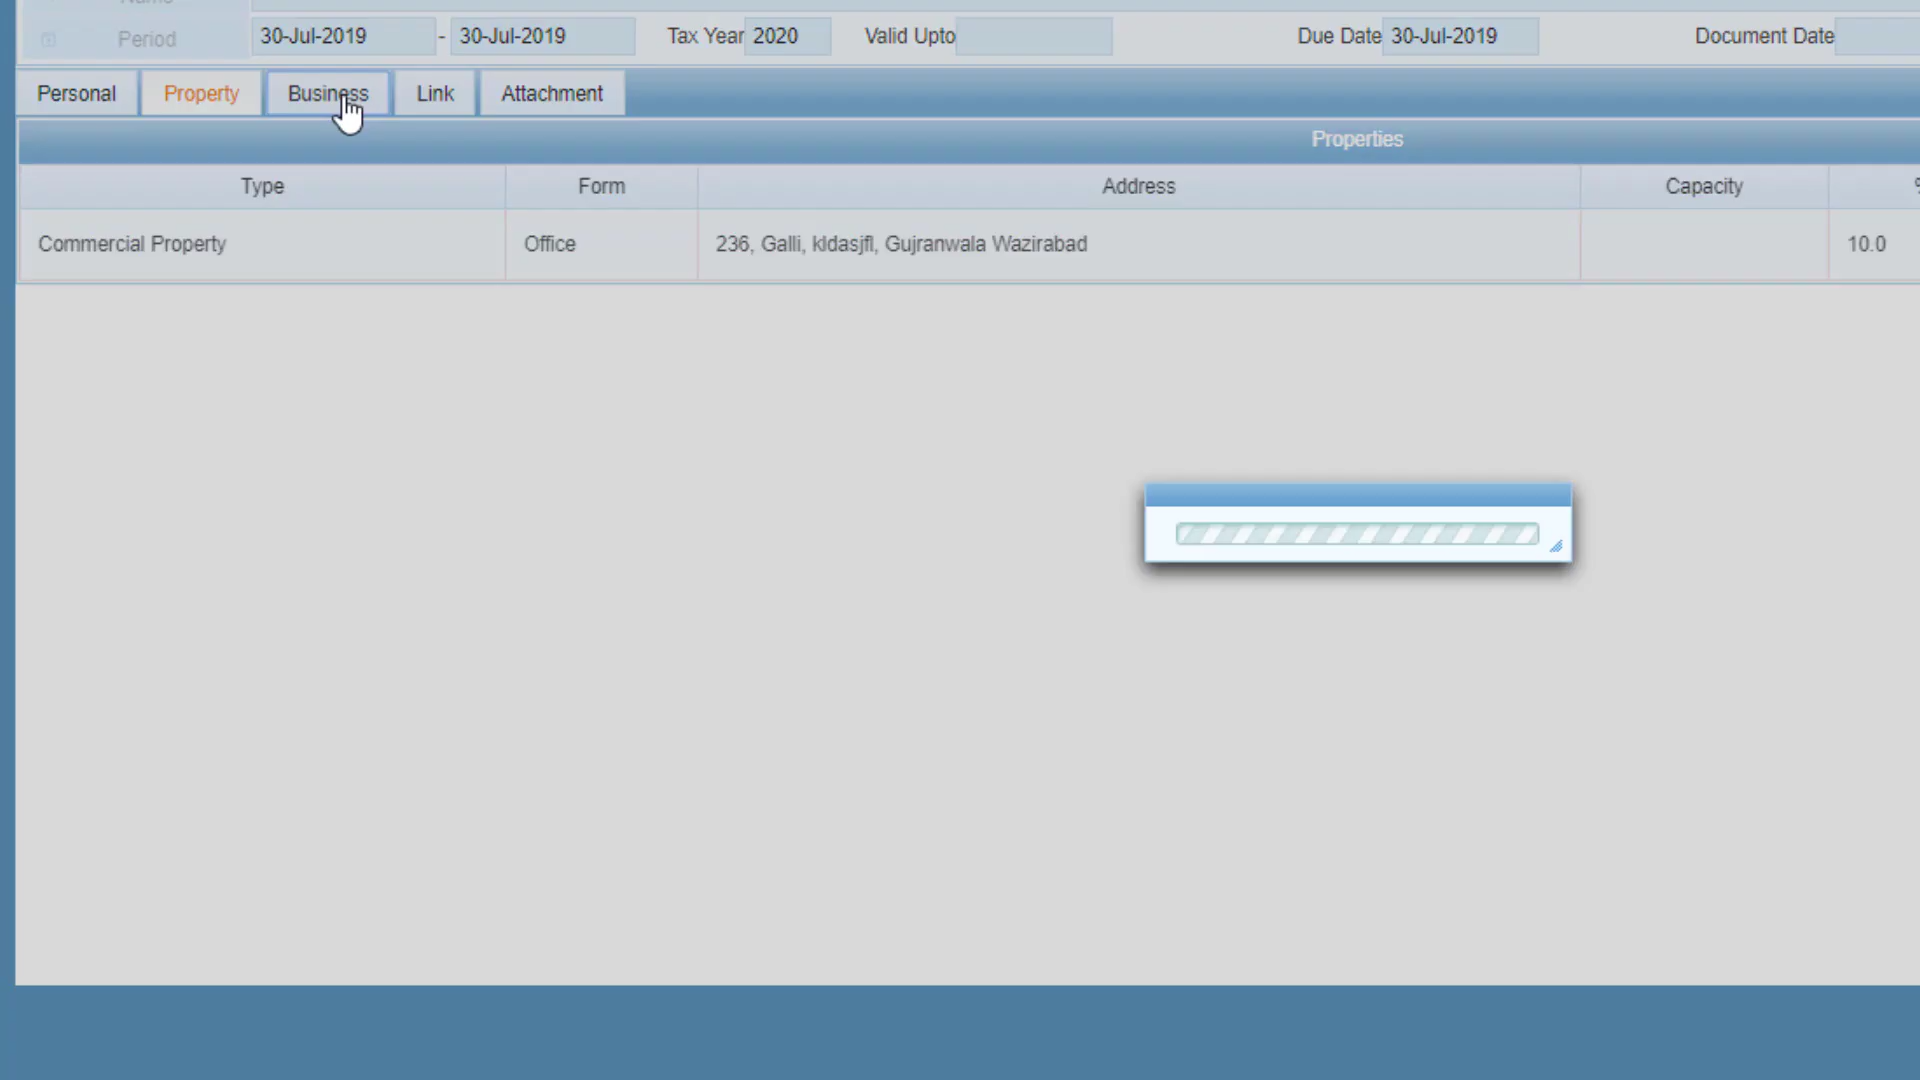 Name
Period 30-Jul-2019 - 30-Jul-2019 Tax Year 2020 Valid Upto Due Date 30-Jul-2019 Document Date
Personal Property Business Link Attachment
Properties
Type Form Address Capacity
Commercial Property Office 236, Galli, kldasjfl, Gujranwala Wazirabad 10.0